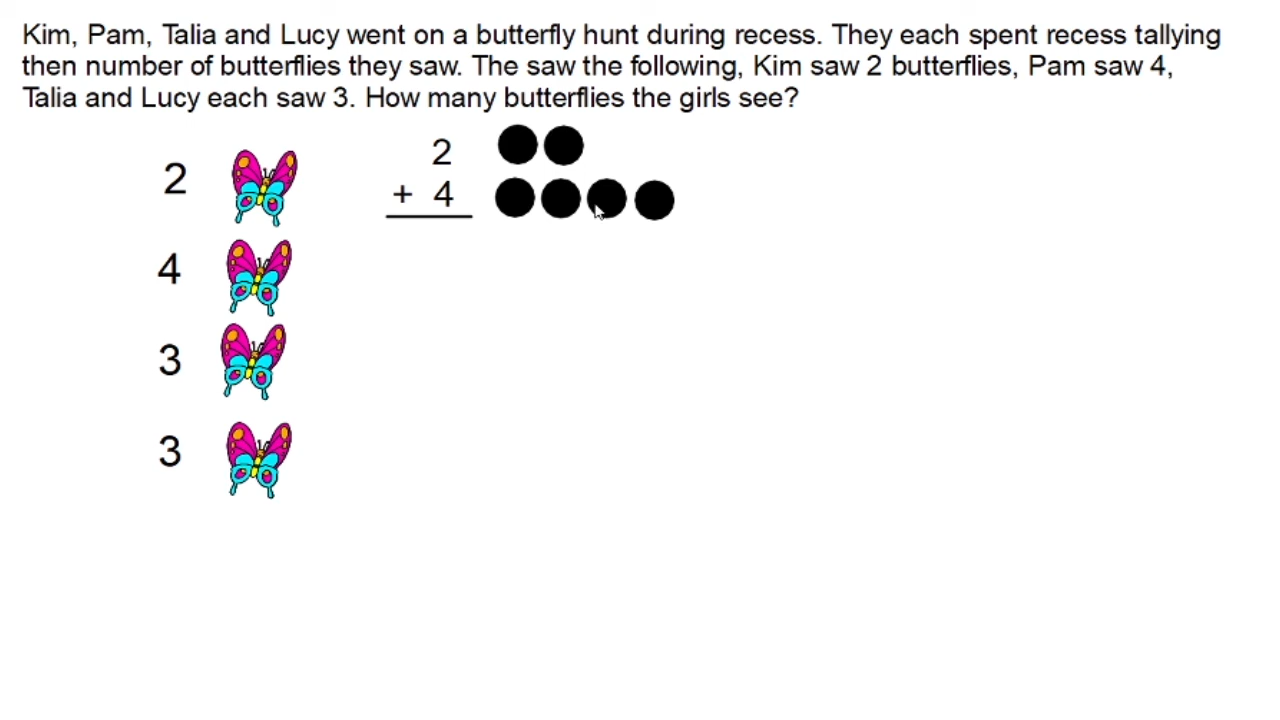 Kim, Pam, Talia and Lucy went on a butterfly hunt during recess. They each spent recess tallying
then number of butterflies they saw. The saw the following, Kim saw 2 butterflies, Pam saw 4,
Talia and Lucy each saw 3. How many butterflies the girls see?
2
4
3
3
2
+ 4